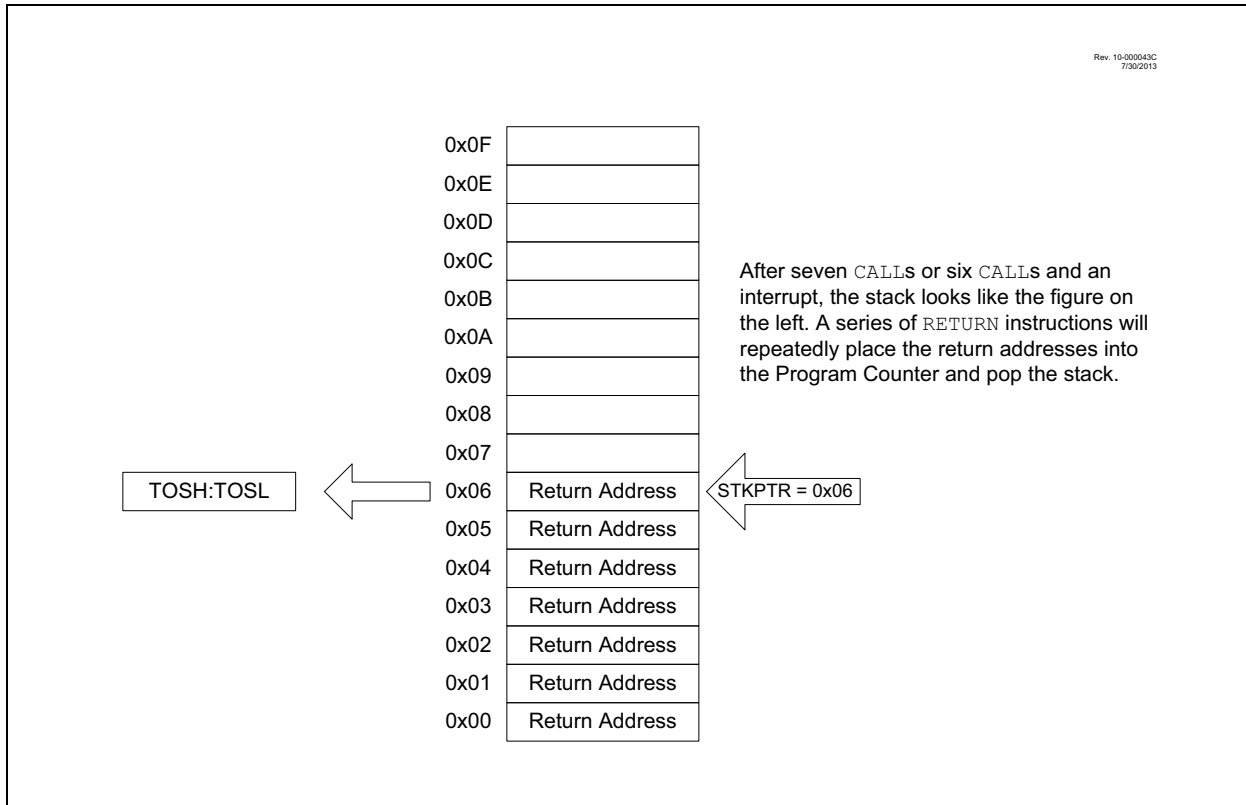 Rev. 10-000043C
7/30/2013
0x0F
0x0E
0x0D
0x0C
0x0B
0x0A
0x09
0x08
0x07
After seven CALLs or six CALLs and an
interrupt, the stack looks like the figure on
the left. A series of RETURN instructions will
repeatedly place the return addresses into
the Program Counter and pop the stack.
TOSH:TOSL
0x06 Return Address
STKPTR = 0x06
0x05 Return Address
0x04 Return Address
0x03 Return Address
0x02 Return Address
0x01 Return Address
0x00 Return Address